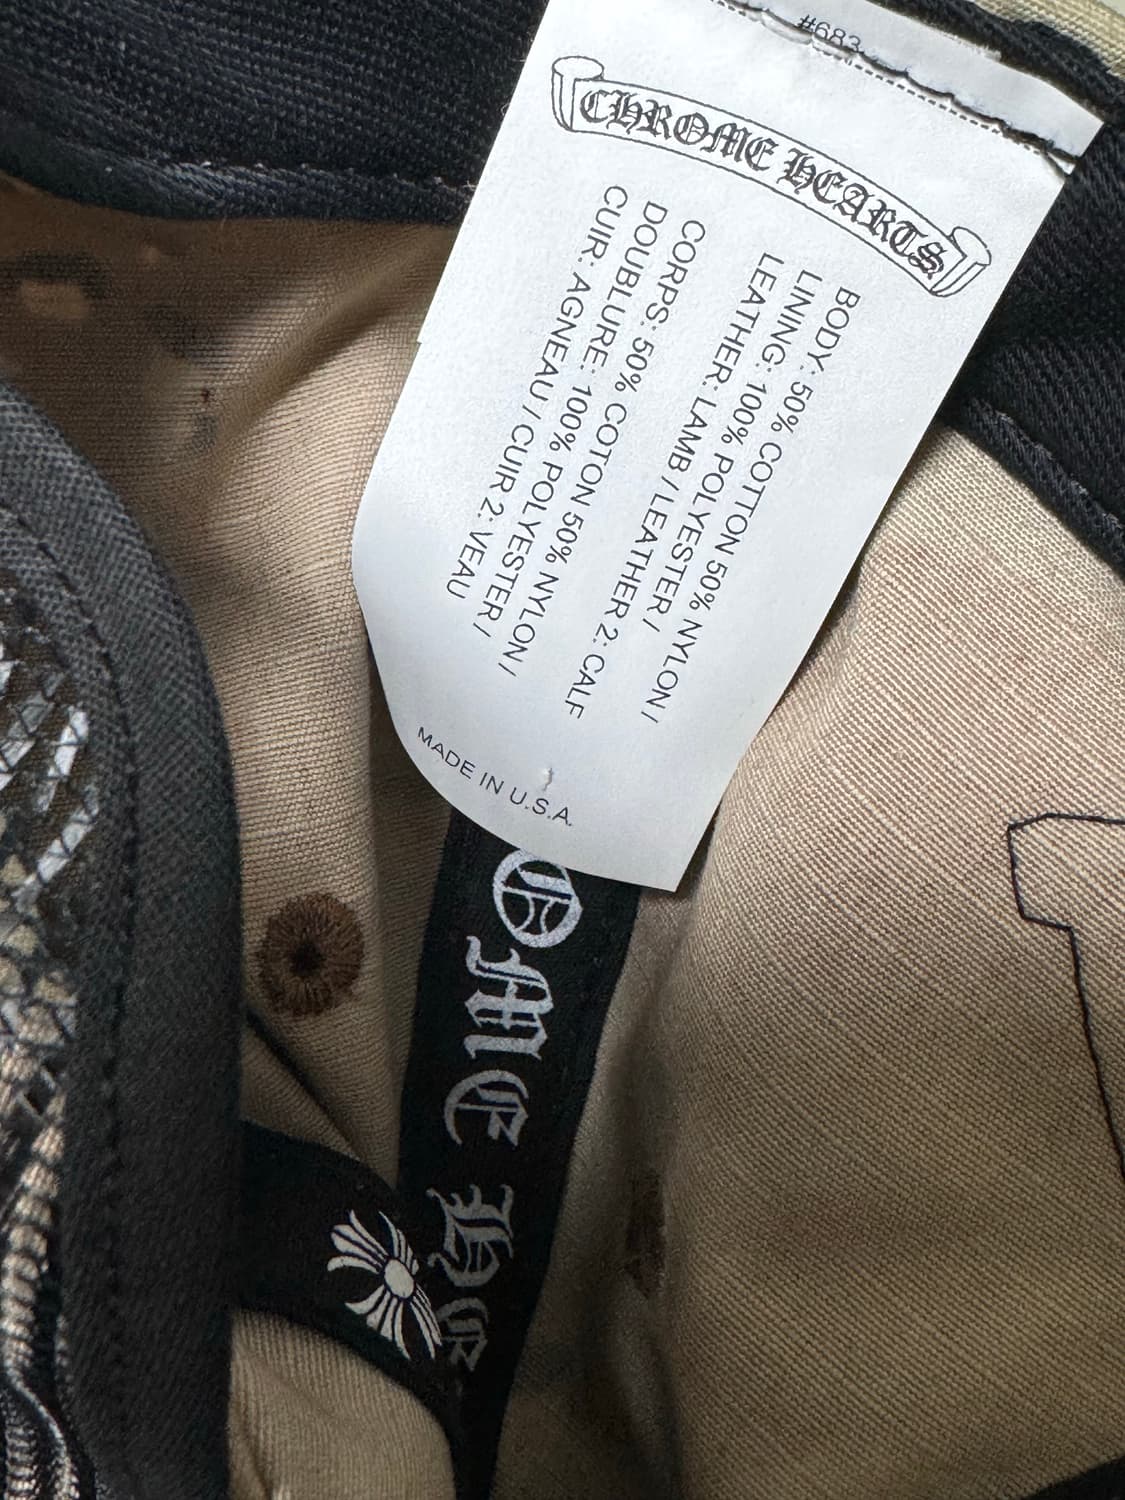 #683
CHROME HEARTS
BODY: 50% COTTON 50% NYLON /
LINING: 100% POLYESTER /
LEATHER: LAMB / LEATHER 2: CALF
CORPS: 50% COTON 50% NYLON /
DOUBLURE: 100% POLYESTER /
CUIR: AGNEAU / CUIR 2: VEAU
MADE IN U.S.A.
OME HE